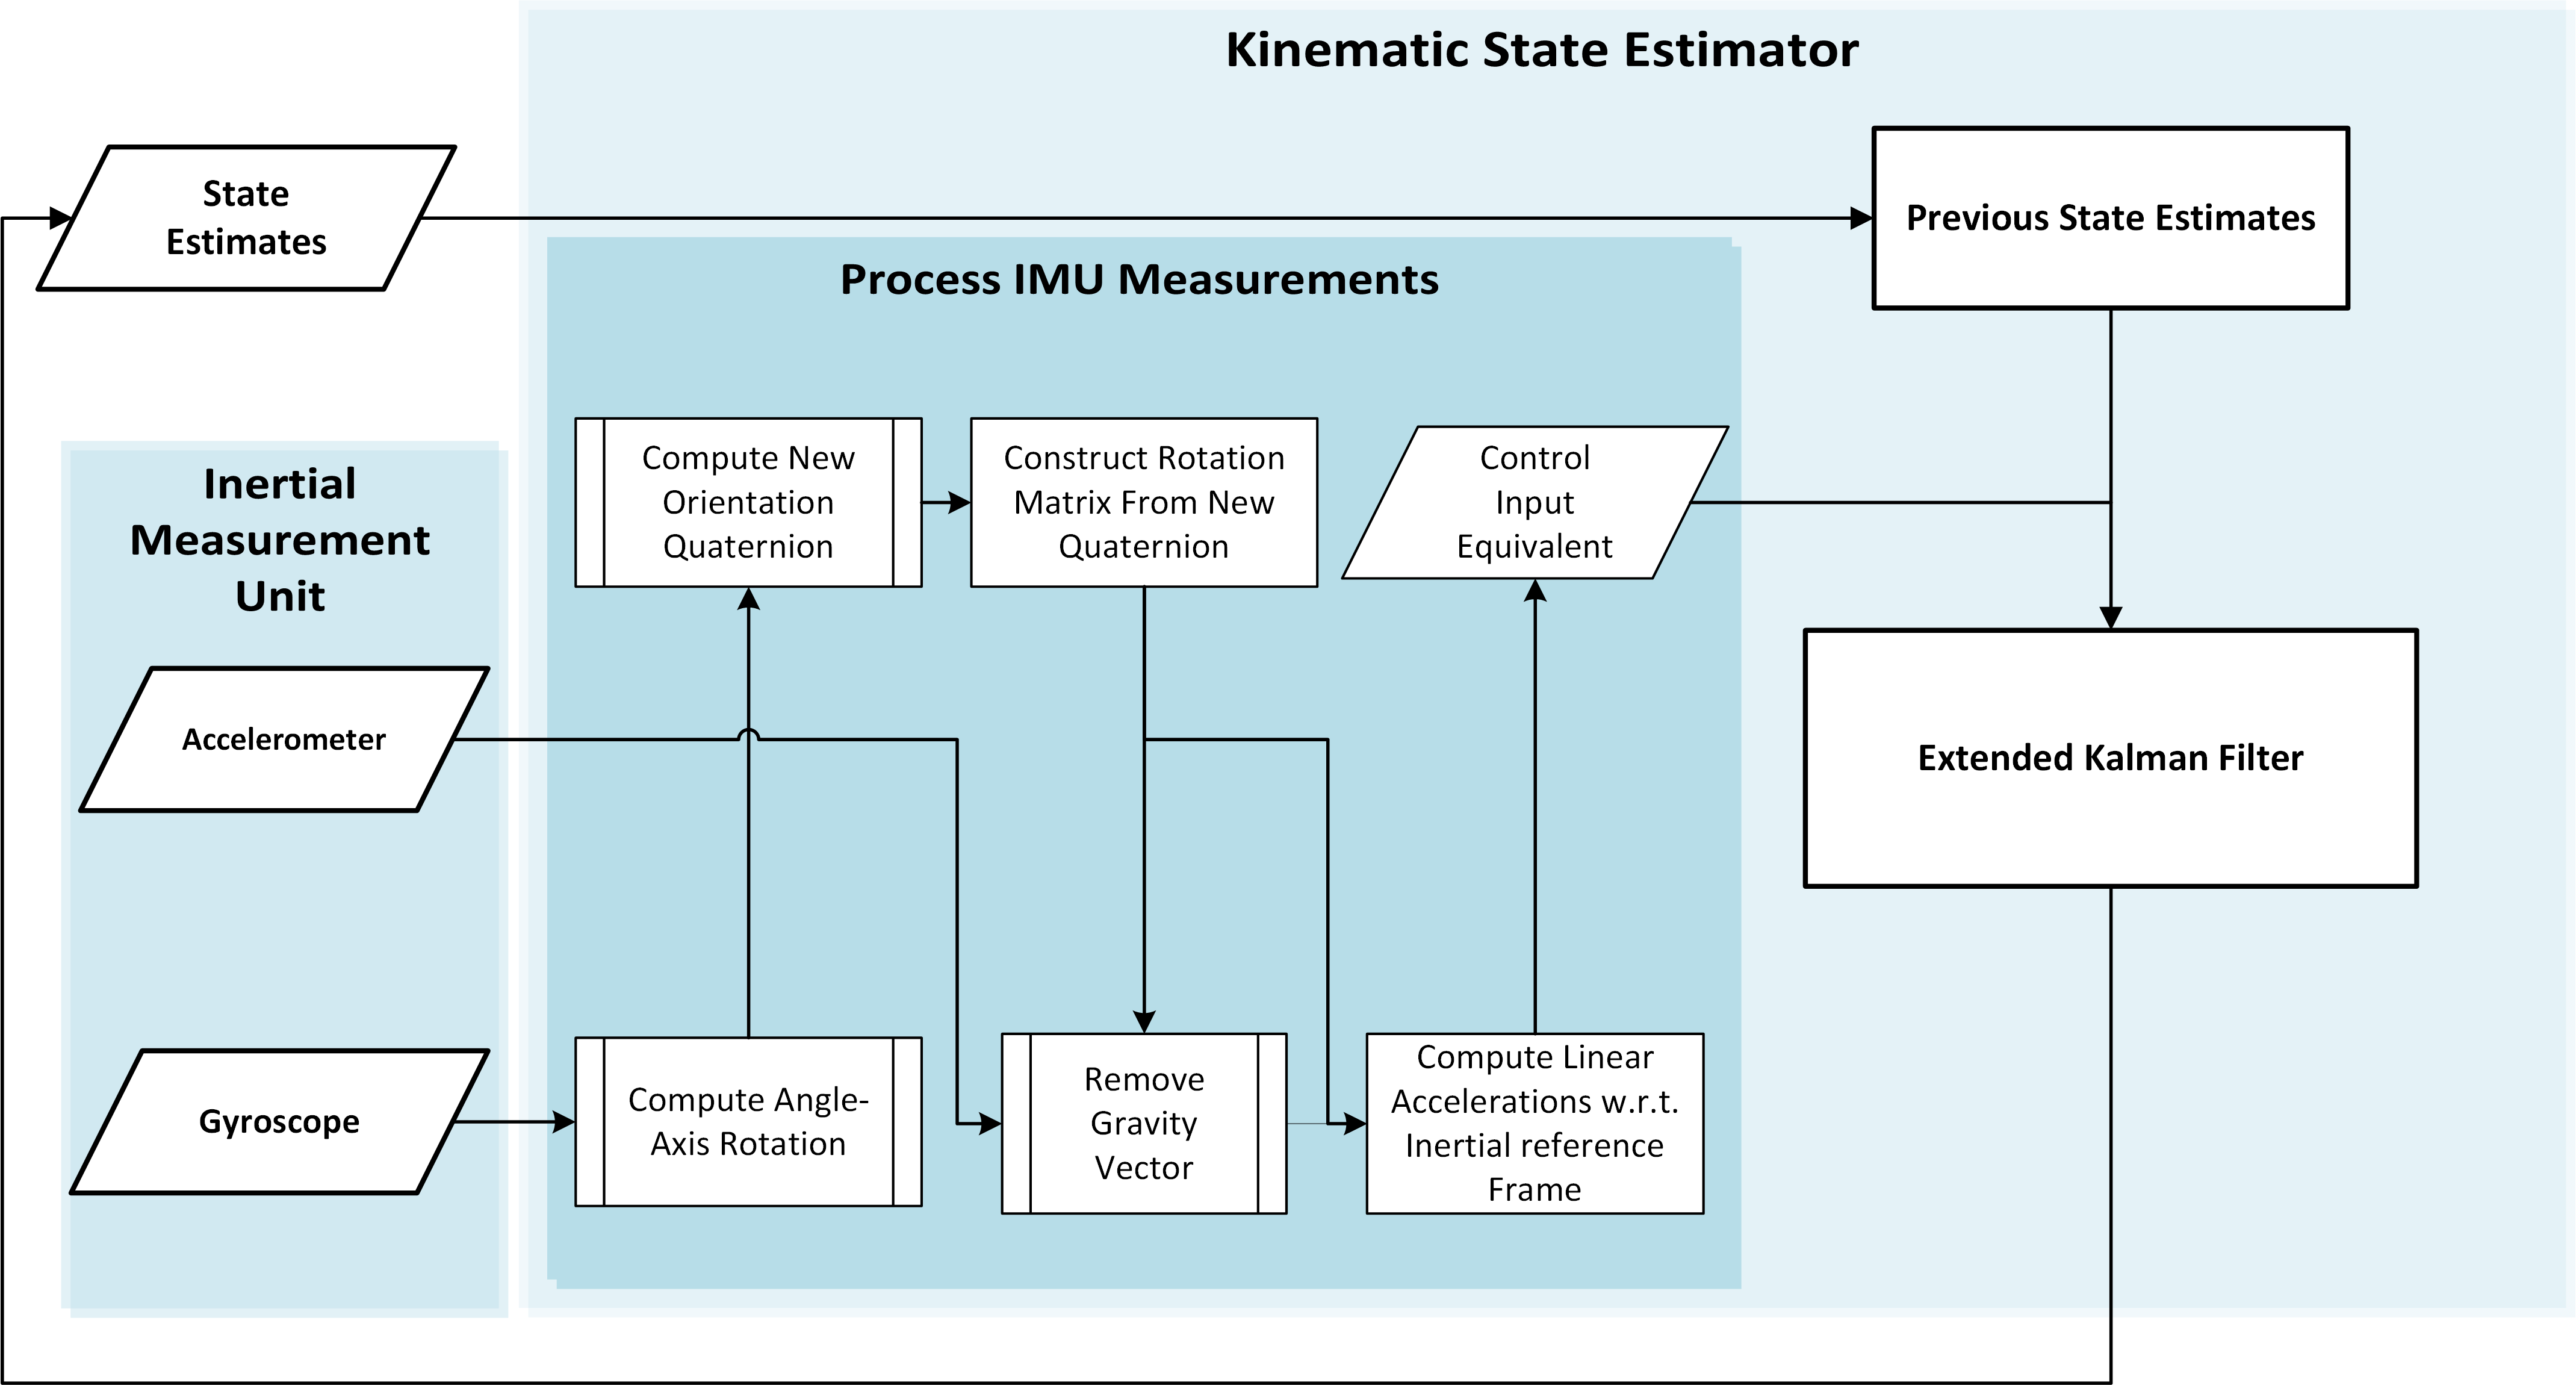 Kinematic State Estimator
State
Estimates
Previous State Estimates
Process IMU Measurements
Inertial
Measurement
Unit
Compute New
Orientation
Quaternion
Construct Rotation
Matrix From New
Quaternion
Control
Input
Equivalent
Accelerometer
Extended Kalman Filter
Gyroscope
Compute Angle-
Axis Rotation
Remove
Gravity
Vector
Compute Linear
Accelerations w.r.t.
Inertial reference
Frame